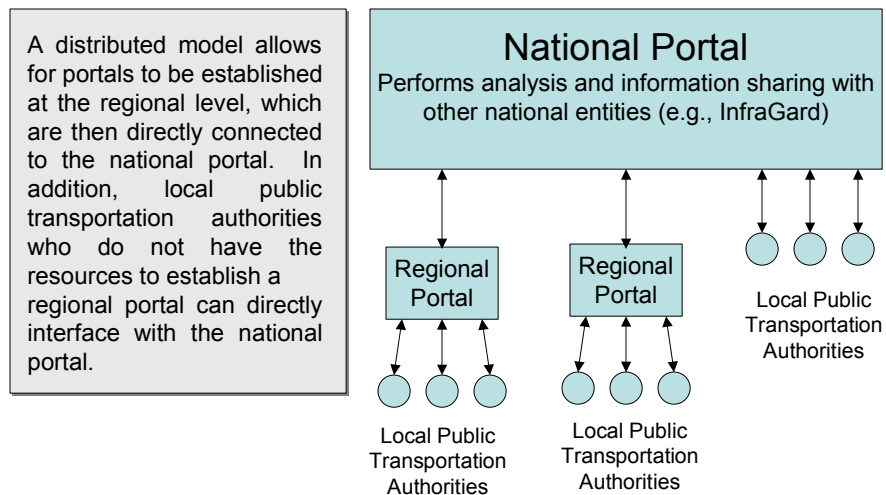 A distributed model allows
for portals to be established
at the regional level, which
are then directly connected
to the national portal. In
addition, local public
transportation authorities
who do not have the
resources to establish a
regional portal can directly
interface with the national
portal.
National Portal
Performs analysis and information sharing with
other national entities (e.g., InfraGard)
Regional
Portal
Regional
Portal
Local Public
Transportation
Authorities
Local Public
Transportation
Authorities
Local Public
Transportation
Authorities